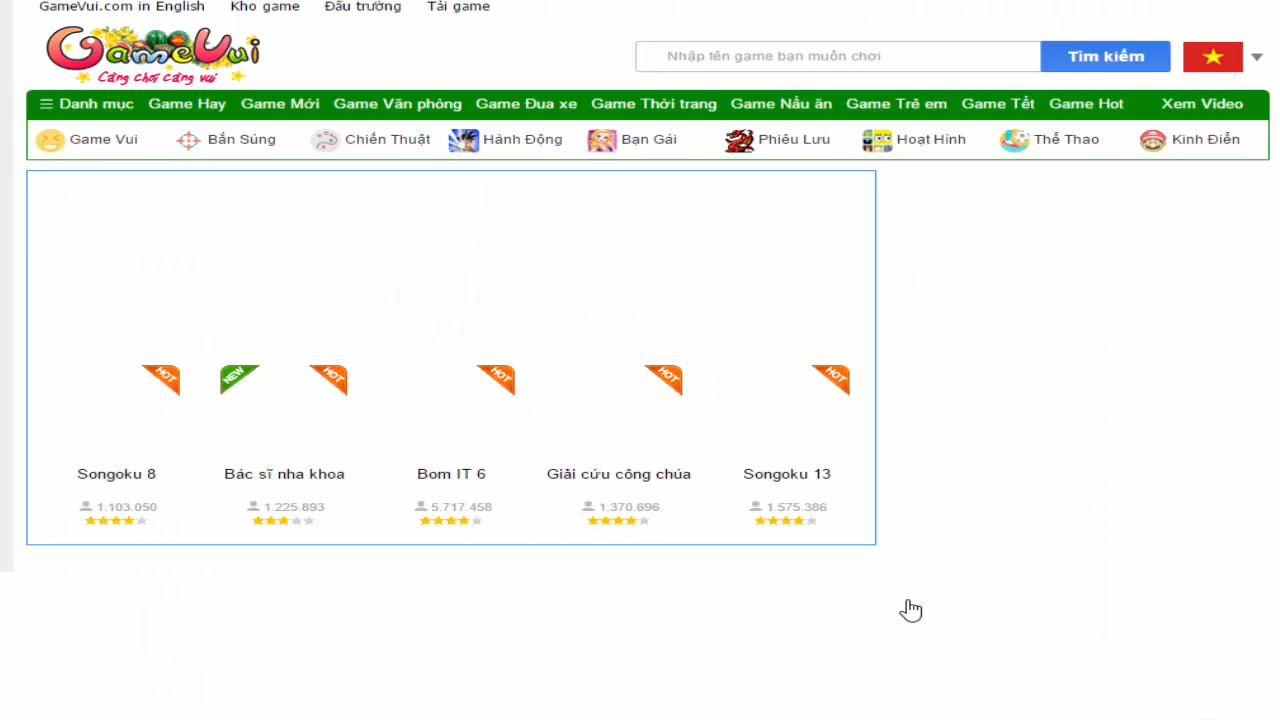 GameVui.com in English Kho game Đấu trường Tải game
GameVui
Càng chơi càng vui
Nhập tên game bạn muốn chơi Tìm kiếm
Danh mục Game Hay Game Mới Game Văn phòng Game Đua xe Game Thời trang Game Nấu ăn Game Trẻ em Game Tết Game Hot Xem Video
Game Vui Bắn Súng Chiến Thuật Hành Động Bạn Gái Phiêu Lưu Hoạt Hình Thể Thao Kinh Điển
HOT NEW HOT HOT HOT HOT
Songoku 8 Bác sĩ nha khoa Bom IT 6 Giải cứu công chúa Songoku 13
1.103.050 1.225.893 5.717.458 1.370.696 1.575.386